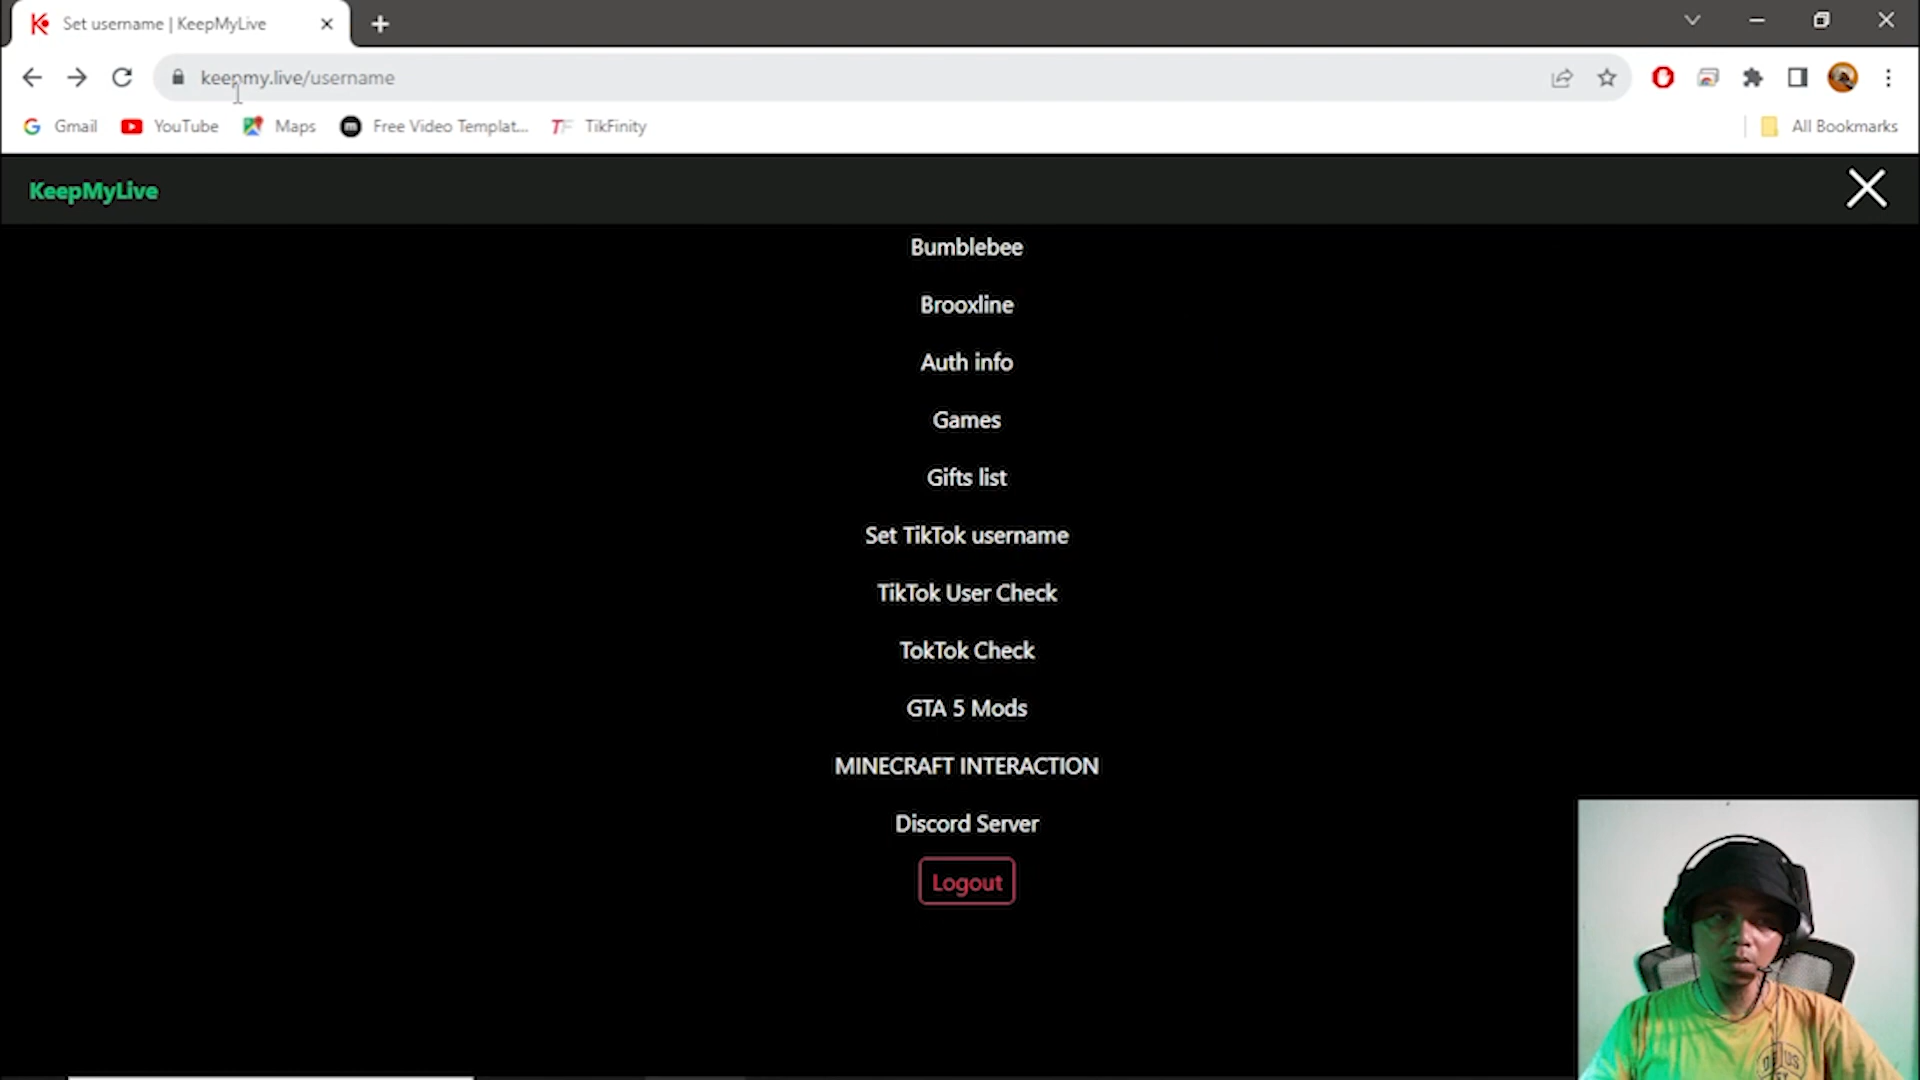 Set username | KeepMyLive
keepmy.live/username
Gmail
YouTube
Maps
Free Video Templat...
TikFinity
All Bookmarks
KeepMyLive
Bumblebee
Brooxline
Auth info
Games
Gifts list
Set TikTok username
TikTok User Check
TokTok Check
GTA 5 Mods
MINECRAFT INTERACTION
Discord Server
Logout